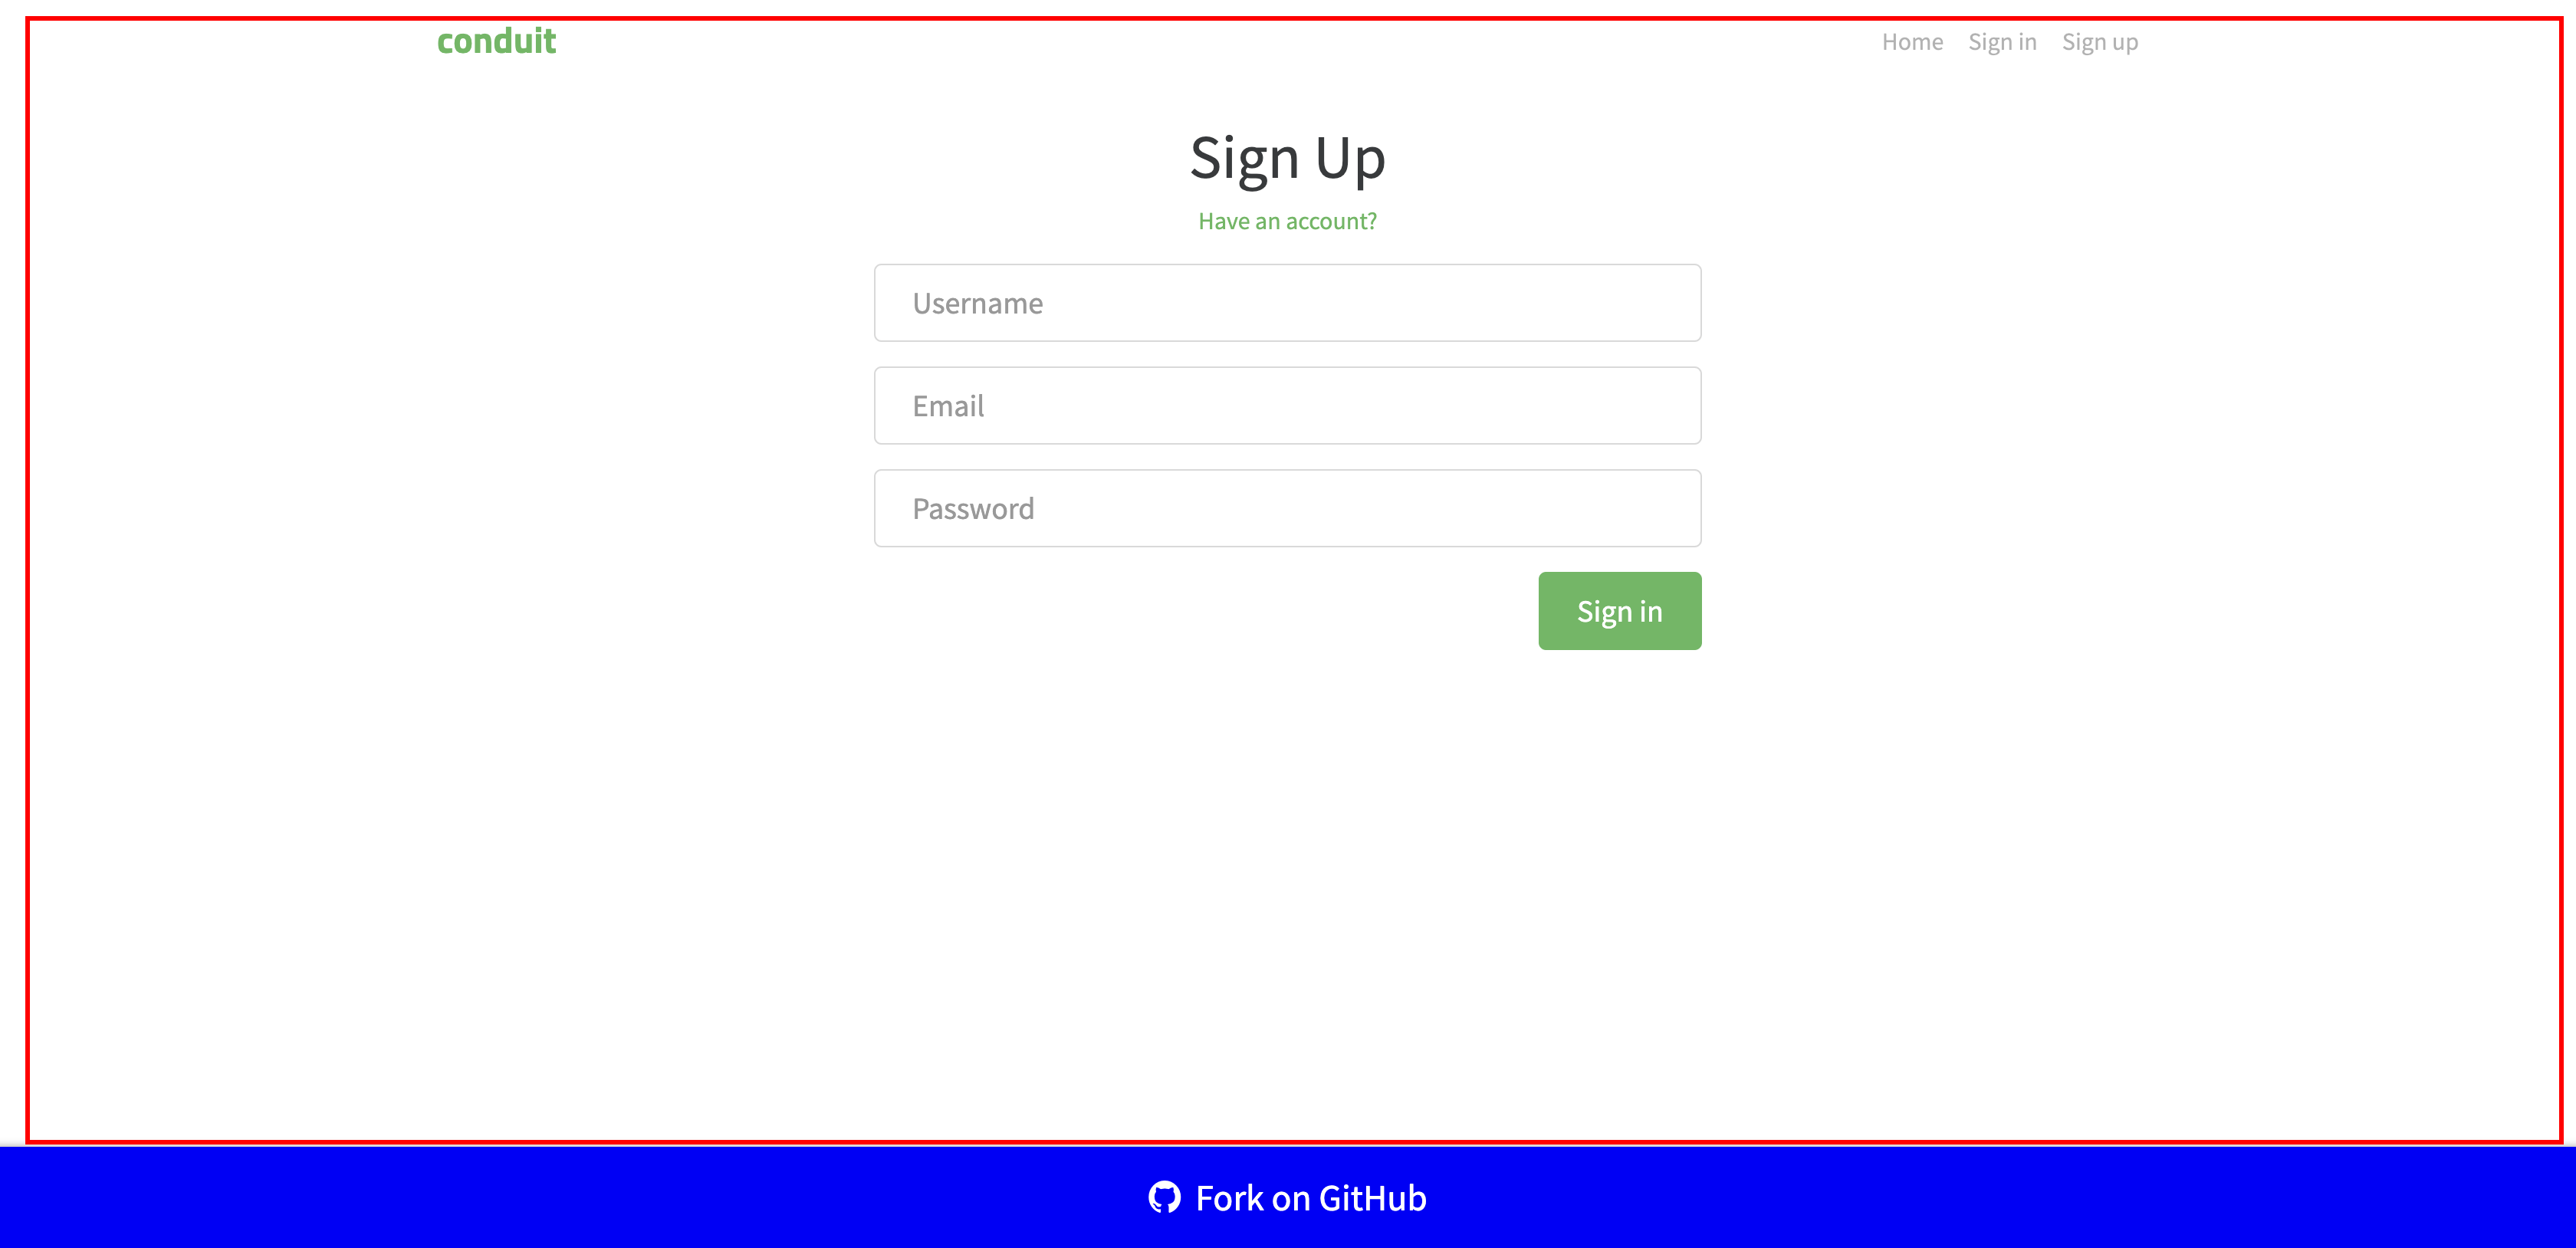 conduit
Home Sign in Sign up
Sign Up
Have an account?
Username
Email
Password
Sign in
Fork on GitHub